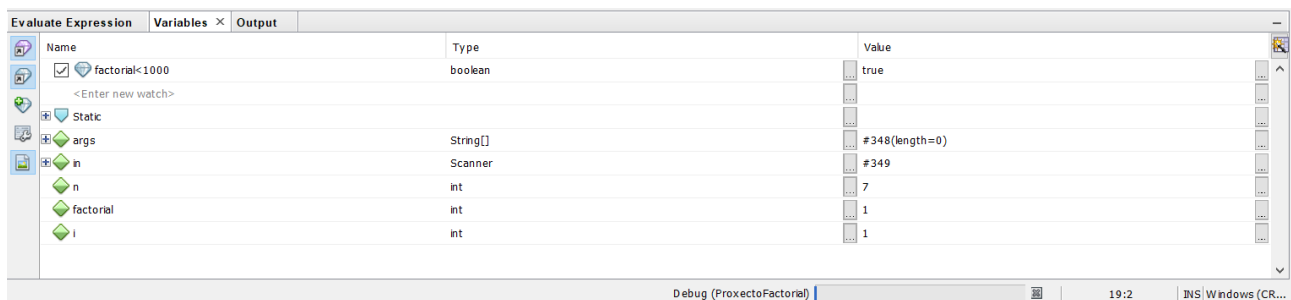 Evaluate Expression Variables × Output
Name Type Value
factorial<1000 boolean ... true ...
<Enter new watch> ... ...
Static ... ...
args String[] ... #348(length=0) ...
in Scanner ... #349 ...
n int ... 7 ...
factorial int ... 1 ...
i int ... 1 ...
Debug (ProxectoFactorial) 19:2 INS Windows (CR...